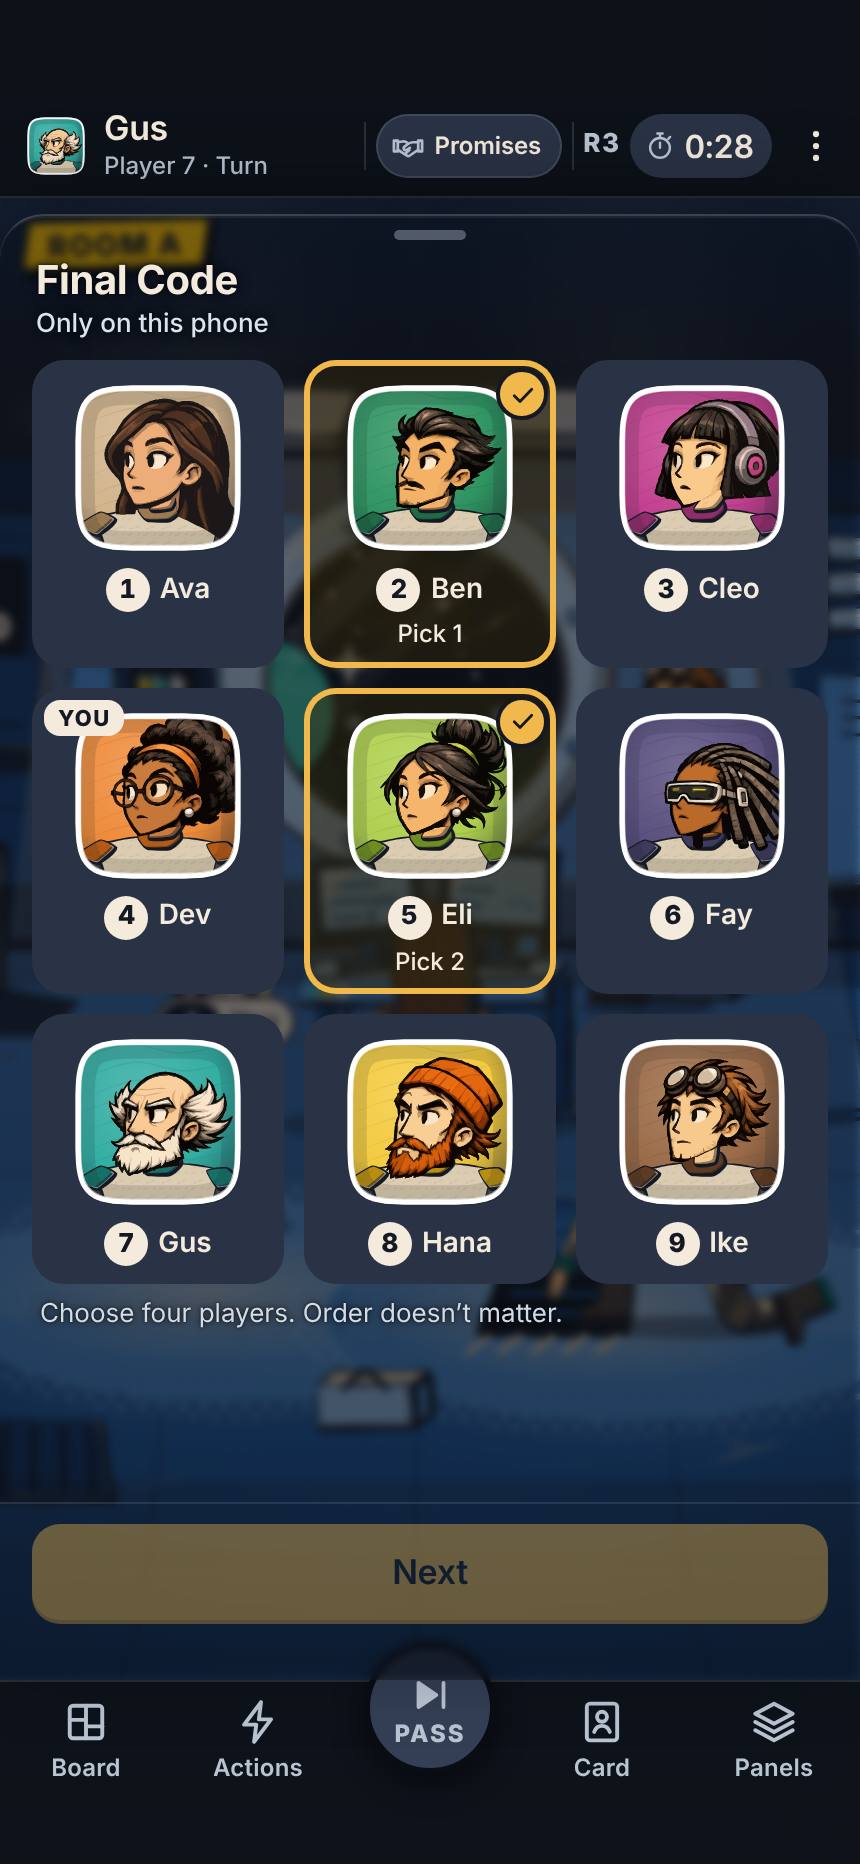 Gus
Player 7 · Turn
Promises
R3
0:28
ROOM A
Final Code
Only on this phone
1 Ava
2 Ben
Pick 1
3 Cleo
YOU
4 Dev
5 Eli
Pick 2
6 Fay
7 Gus
8 Hana
9 Ike
Choose four players. Order doesn’t matter.
Next
Board
Actions
PASS
Card
Panels